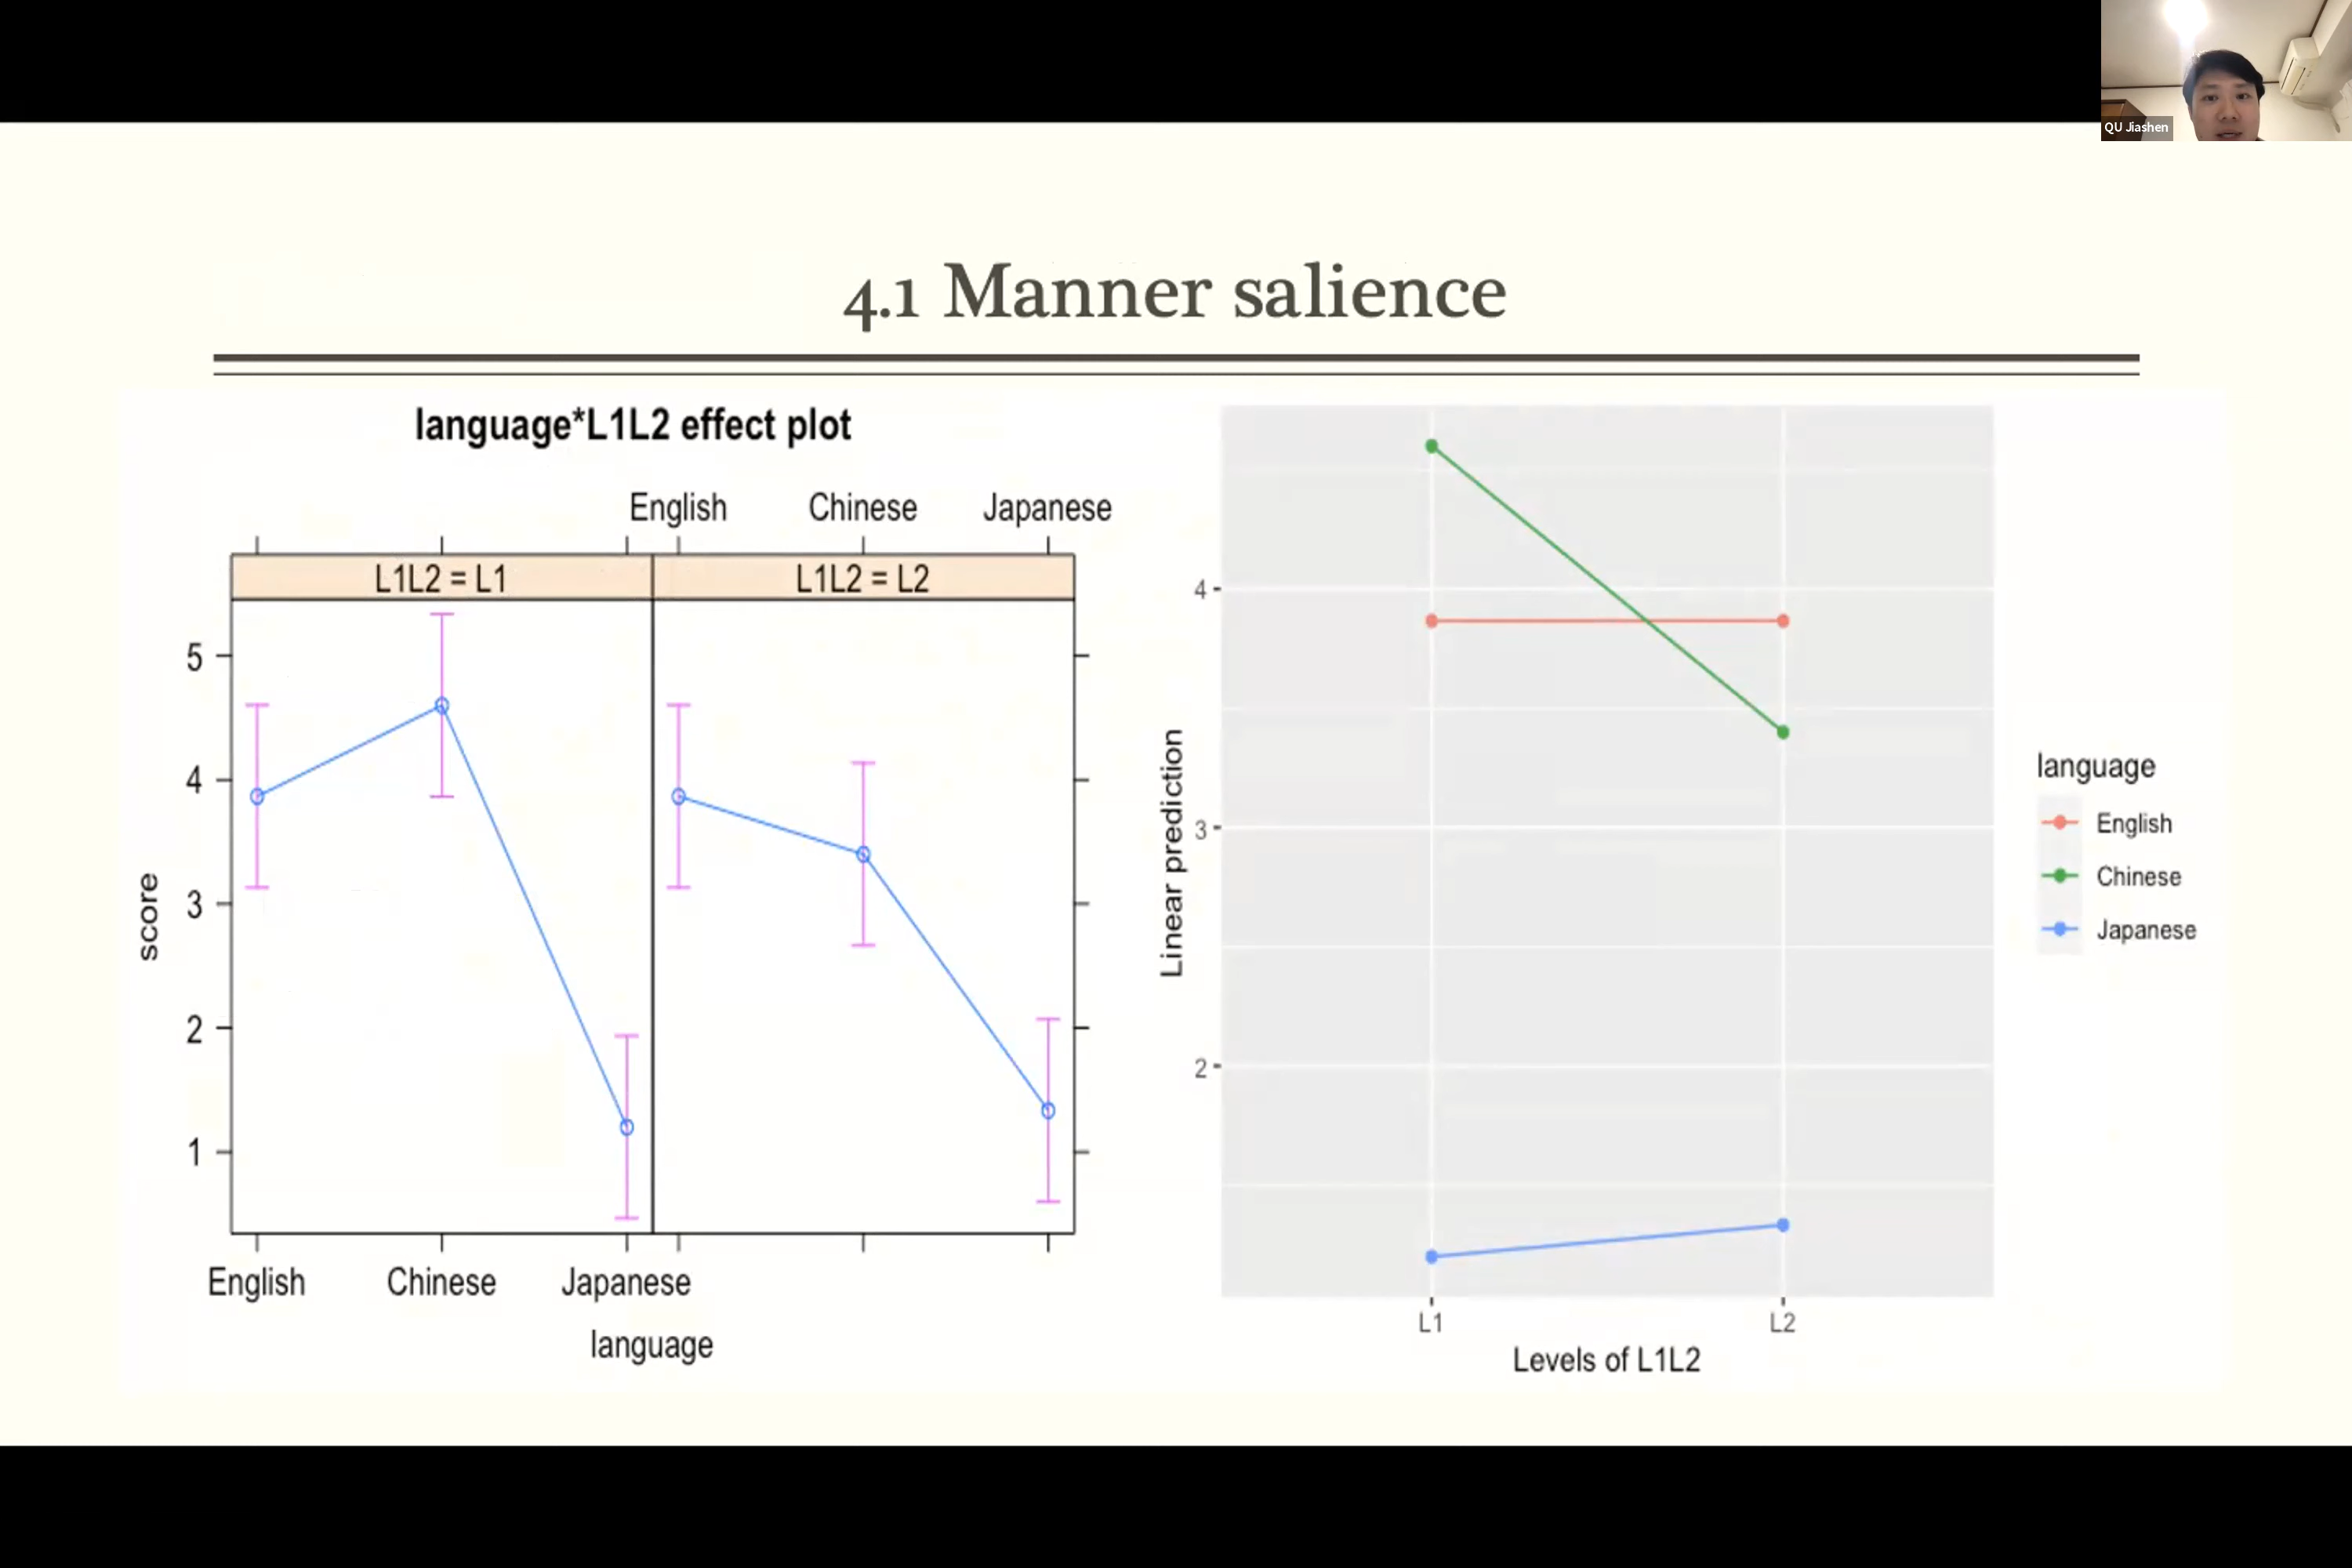 QU Jiashen
4.1 Manner salience
language*L1L2 effect plot
English Chinese Japanese
L1L2 = L1 L1L2 = L2
score
5
4
3
2
1
English Chinese Japanese
language
Linear prediction
4
3
2
L1 L2
Levels of L1L2
language
English
Chinese
Japanese